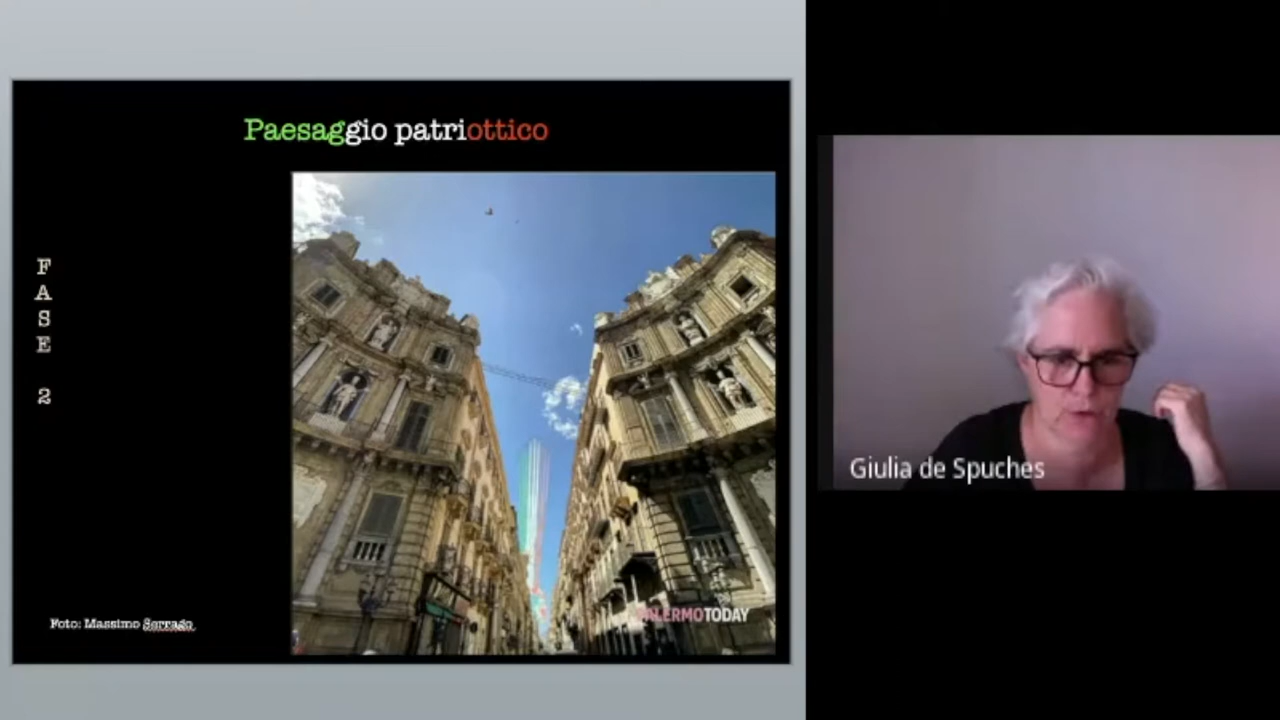 Paesaggio patriottico
F
A
S
E
2
Foto: Massimo Serrago
PALERMOTODAY
Giulia de Spuches